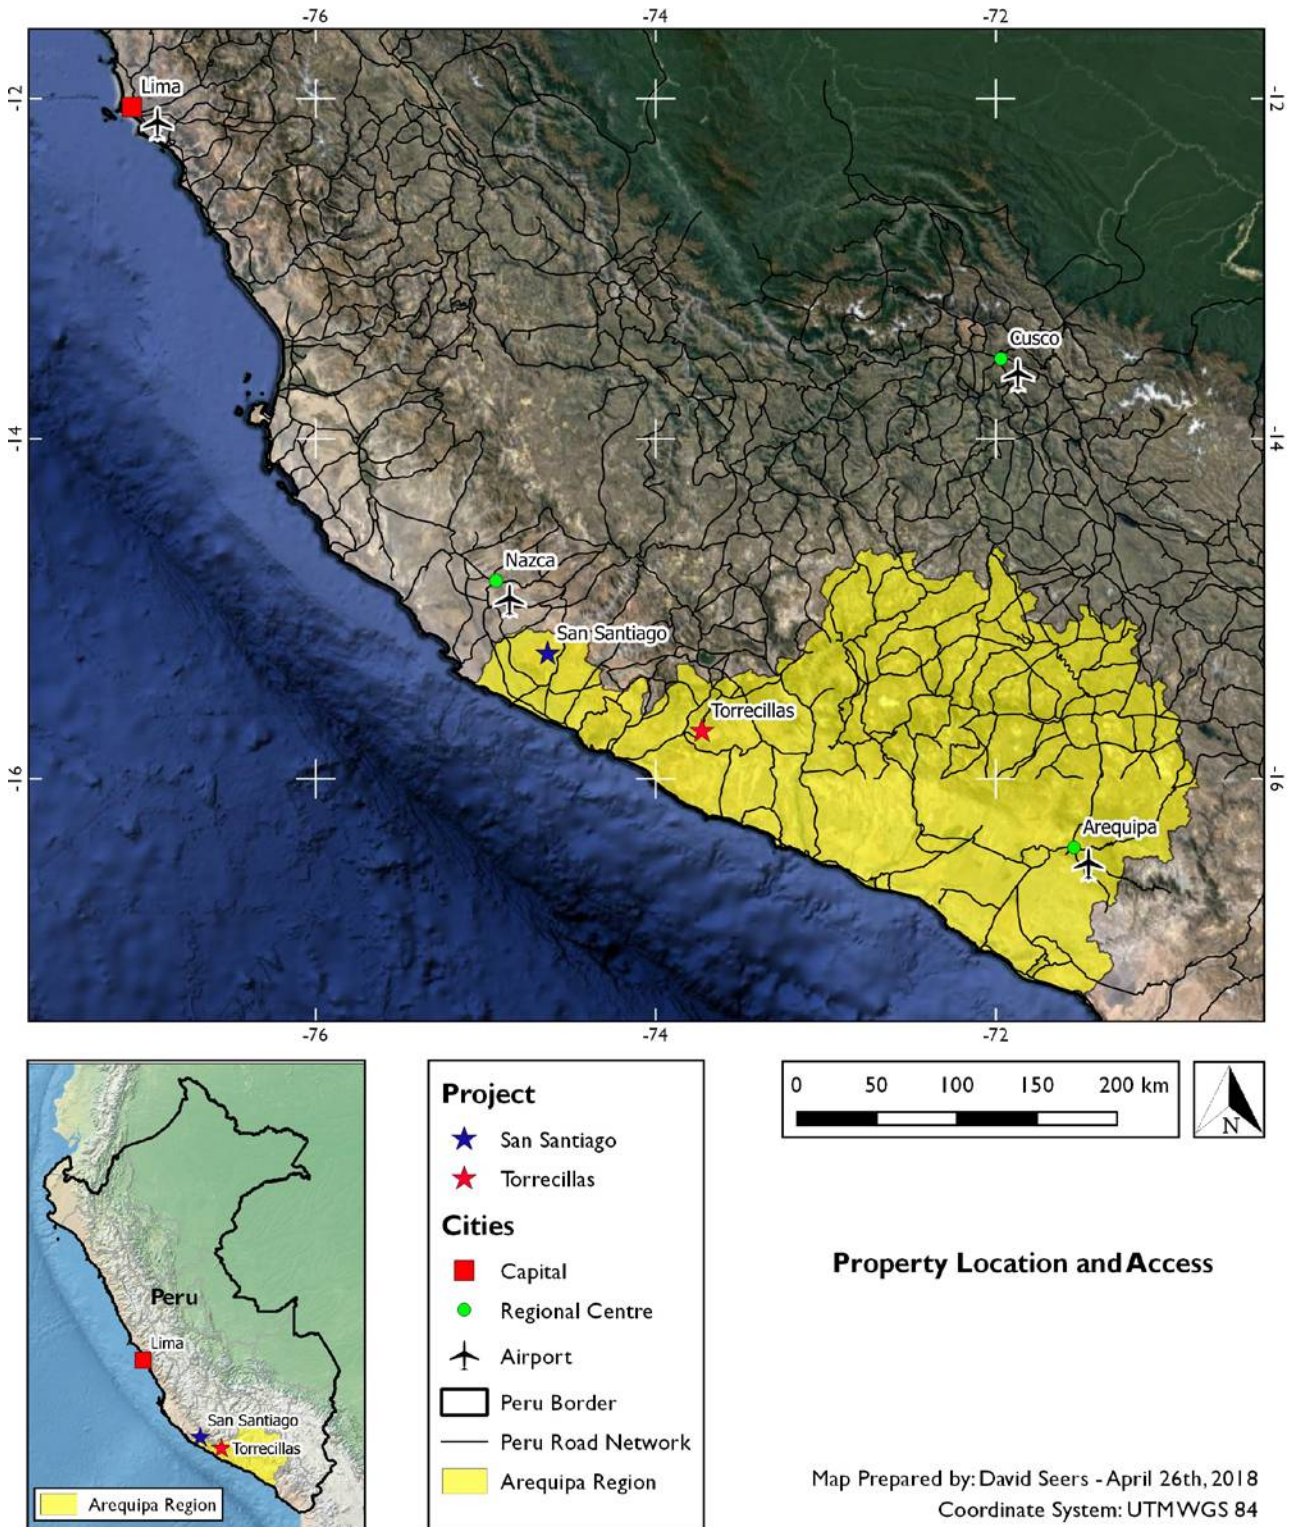 -76 -74 -72
-12 -12
Lima
Cusco
-14 -14
Nazca
San Santiago
Torrecillas
-16 -16
Arequipa
-76 -74 -72
Peru
Lima
San Santiago
Torrecillas
Arequipa Region
Project
San Santiago
Torrecillas
Cities
Capital
Regional Centre
Airport
Peru Border
Peru Road Network
Arequipa Region
0 50 100 150 200 km
N
Property Location and Access
Map Prepared by: David Seers - April 26th, 2018
Coordinate System: UTM WGS 84